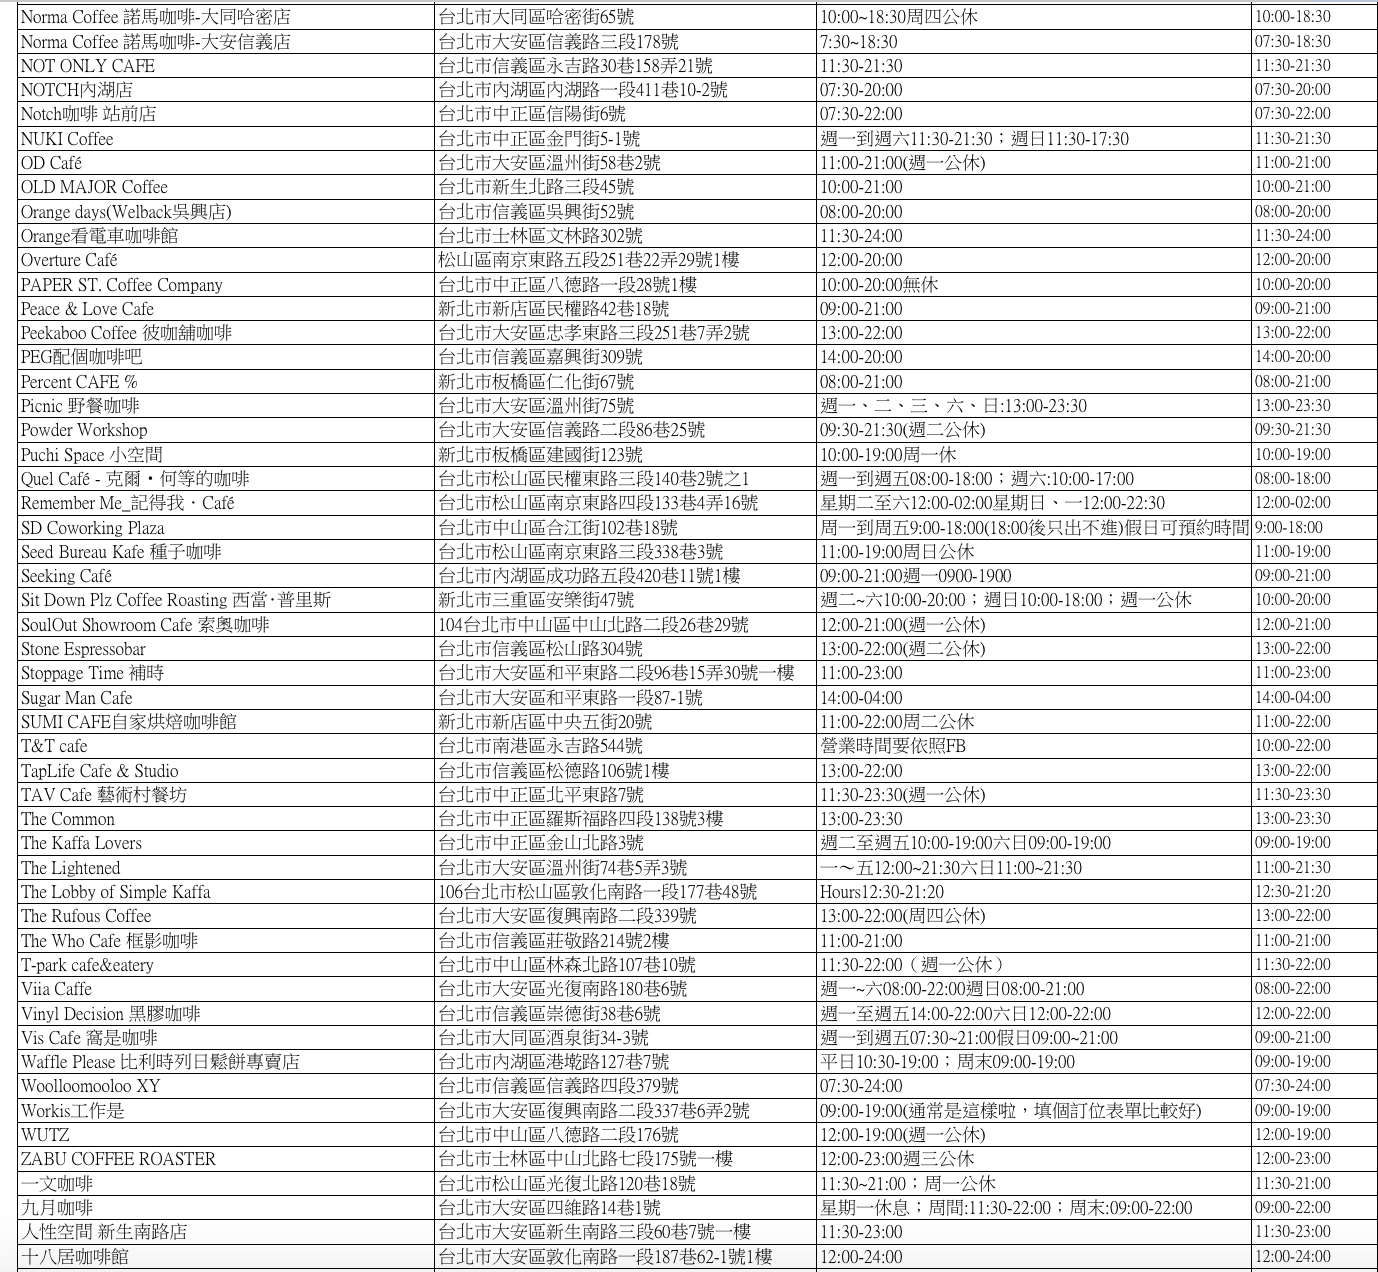 Norma Coffee 諾馬咖啡-大同哈密店 台北市大同區哈密街65號 10:00~18:30周四公休 10:00-18:30
Norma Coffee 諾馬咖啡-大安信義店 台北市大安區信義路三段178號 7:30~18:30 07:30-18:30
NOT ONLY CAFE 台北市信義區永吉路30巷158弄21號 11:30-21:30 11:30-21:30
NOTCH內湖店 台北市內湖區內湖路一段411巷10-2號 07:30-20:00 07:30-20:00
Notch咖啡 站前店 台北市中正區信陽街6號 07:30-22:00 07:30-22:00
NUKI Coffee 台北市中正區金門街5-1號 週一到週六11:30-21:30；週日11:30-17:30 11:30-21:30
OD Café 台北市大安區溫州街58巷2號 11:00-21:00(週一公休) 11:00-21:00
OLD MAJOR Coffee 台北市新生北路三段45號 10:00-21:00 10:00-21:00
Orange days(Welback吳興店) 台北市信義區吳興街52號 08:00-20:00 08:00-20:00
Orange看電車咖啡館 台北市士林區文林路302號 11:30-24:00 11:30-24:00
Overture Café 松山區南京東路五段251巷22弄29號1樓 12:00-20:00 12:00-20:00
PAPER ST. Coffee Company 台北市中正區八德路一段28號1樓 10:00-20:00無休 10:00-20:00
Peace & Love Cafe 新北市新店區民權路42巷18號 09:00-21:00 09:00-21:00
Peekaboo Coffee 彼咖舖咖啡 台北市大安區忠孝東路三段251巷7弄2號 13:00-22:00 13:00-22:00
PEG配個咖啡吧 台北市信義區嘉興街309號 14:00-20:00 14:00-20:00
Percent CAFE % 新北市板橋區仁化街67號 08:00-21:00 08:00-21:00
Picnic 野餐咖啡 台北市大安區溫州街75號 週一、二、三、六、日:13:00-23:30 13:00-23:30
Powder Workshop 台北市大安區信義路二段86巷25號 09:30-21:30(週二公休) 09:30-21:30
Puchi Space 小空間 新北市板橋區建國街123號 10:00-19:00周一休 10:00-19:00
Quel Café - 克爾・何等的咖啡 台北市松山區民權東路三段140巷2號之1 週一到週五08:00-18:00；週六:10:00-17:00 08:00-18:00
Remember Me_記得我．Café 台北市松山區南京東路四段133巷4弄16號 星期二至六12:00-02:00星期日、一12:00-22:30 12:00-02:00
SD Coworking Plaza 台北市中山區合江街102巷18號 周一到周五9:00-18:00(18:00後只出不進)假日可預約時間 9:00-18:00
Seed Bureau Kafe 種子咖啡 台北市松山區南京東路三段338巷3號 11:00-19:00周日公休 11:00-19:00
Seeking Café 台北市內湖區成功路五段420巷11號1樓 09:00-21:00週一0900-1900 09:00-21:00
Sit Down Plz Coffee Roasting 西當·普里斯 新北市三重區安樂街47號 週二~六10:00-20:00；週日10:00-18:00；週一公休 10:00-20:00
SoulOut Showroom Cafe 索奧咖啡 104台北市中山區中山北路二段26巷29號 12:00-21:00(週一公休) 12:00-21:00
Stone Espressobar 台北市信義區松山路304號 13:00-22:00(週二公休) 13:00-22:00
Stoppage Time 補時 台北市大安區和平東路二段96巷15弄30號一樓 11:00-23:00 11:00-23:00
Sugar Man Cafe 台北市大安區和平東路一段87-1號 14:00-04:00 14:00-04:00
SUMI CAFE自家烘焙咖啡館 新北市新店區中央五街20號 11:00-22:00周二公休 11:00-22:00
T&T cafe 台北市南港區永吉路544號 營業時間要依照FB 10:00-22:00
TapLife Cafe & Studio 台北市信義區松德路106號1樓 13:00-22:00 13:00-22:00
TAV Cafe 藝術村餐坊 台北市中正區北平東路7號 11:30-23:30(週一公休) 11:30-23:30
The Common 台北市中正區羅斯福路四段138號3樓 13:00-23:30 13:00-23:30
The Kaffa Lovers 台北市中正區金山北路3號 週二至週五10:00-19:00六日09:00-19:00 09:00-19:00
The Lightened 台北市大安區溫州街74巷5弄3號 一～五12:00~21:30六日11:00~21:30 11:00-21:30
The Lobby of Simple Kaffa 106台北市松山區敦化南路一段177巷48號 Hours12:30-21:20 12:30-21:20
The Rufous Coffee 台北市大安區復興南路二段339號 13:00-22:00(周四公休) 13:00-22:00
The Who Cafe 框影咖啡 台北市信義區莊敬路214號2樓 11:00-21:00 11:00-21:00
T-park cafe&eatery 台北市中山區林森北路107巷10號 11:30-22:00（週一公休） 11:30-22:00
Viia Caffe 台北市大安區光復南路180巷6號 週一~六08:00-22:00週日08:00-21:00 08:00-22:00
Vinyl Decision 黑膠咖啡 台北市信義區崇德街38巷6號 週一至週五14:00-22:00六日12:00-22:00 12:00-22:00
Vis Cafe 窩是咖啡 台北市大同區酒泉街34-3號 週一到週五07:30~21:00假日09:00~21:00 09:00-21:00
Waffle Please 比利時列日鬆餅專賣店 台北市內湖區港墘路127巷7號 平日10:30-19:00；周末09:00-19:00 09:00-19:00
Woolloomooloo XY 台北市信義區信義路四段379號 07:30-24:00 07:30-24:00
Workis工作是 台北市大安區復興南路二段337巷6弄2號 09:00-19:00(通常是這樣啦，填個訂位表單比較好) 09:00-19:00
WUTZ 台北市中山區八德路二段176號 12:00-19:00(週一公休) 12:00-19:00
ZABU COFFEE ROASTER 台北市士林區中山北路七段175號一樓 12:00-23:00週三公休 12:00-23:00
一文咖啡 台北市松山區光復北路120巷18號 11:30~21:00；周一公休 11:30-21:00
九月咖啡 台北市大安區四維路14巷1號 星期一休息；周間:11:30-22:00；周末:09:00-22:00 09:00-22:00
人性空間 新生南路店 台北市大安區新生南路三段60巷7號一樓 11:30-23:00 11:30-23:00
十八居咖啡館 台北市大安區敦化南路一段187巷62-1號1樓 12:00-24:00 12:00-24:00